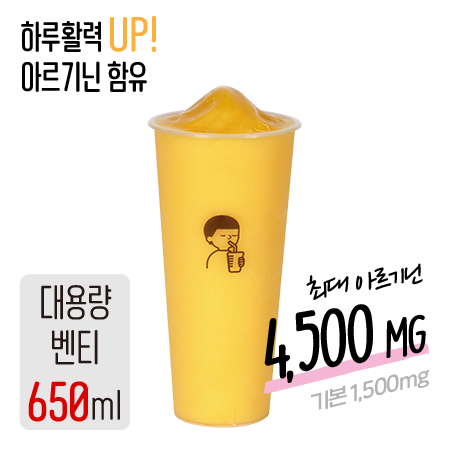 하루활력 UP!
아르기닌 함유
최대 아르기닌
4,500 MG
기본 1,500mg
대용량
벤티
650ml